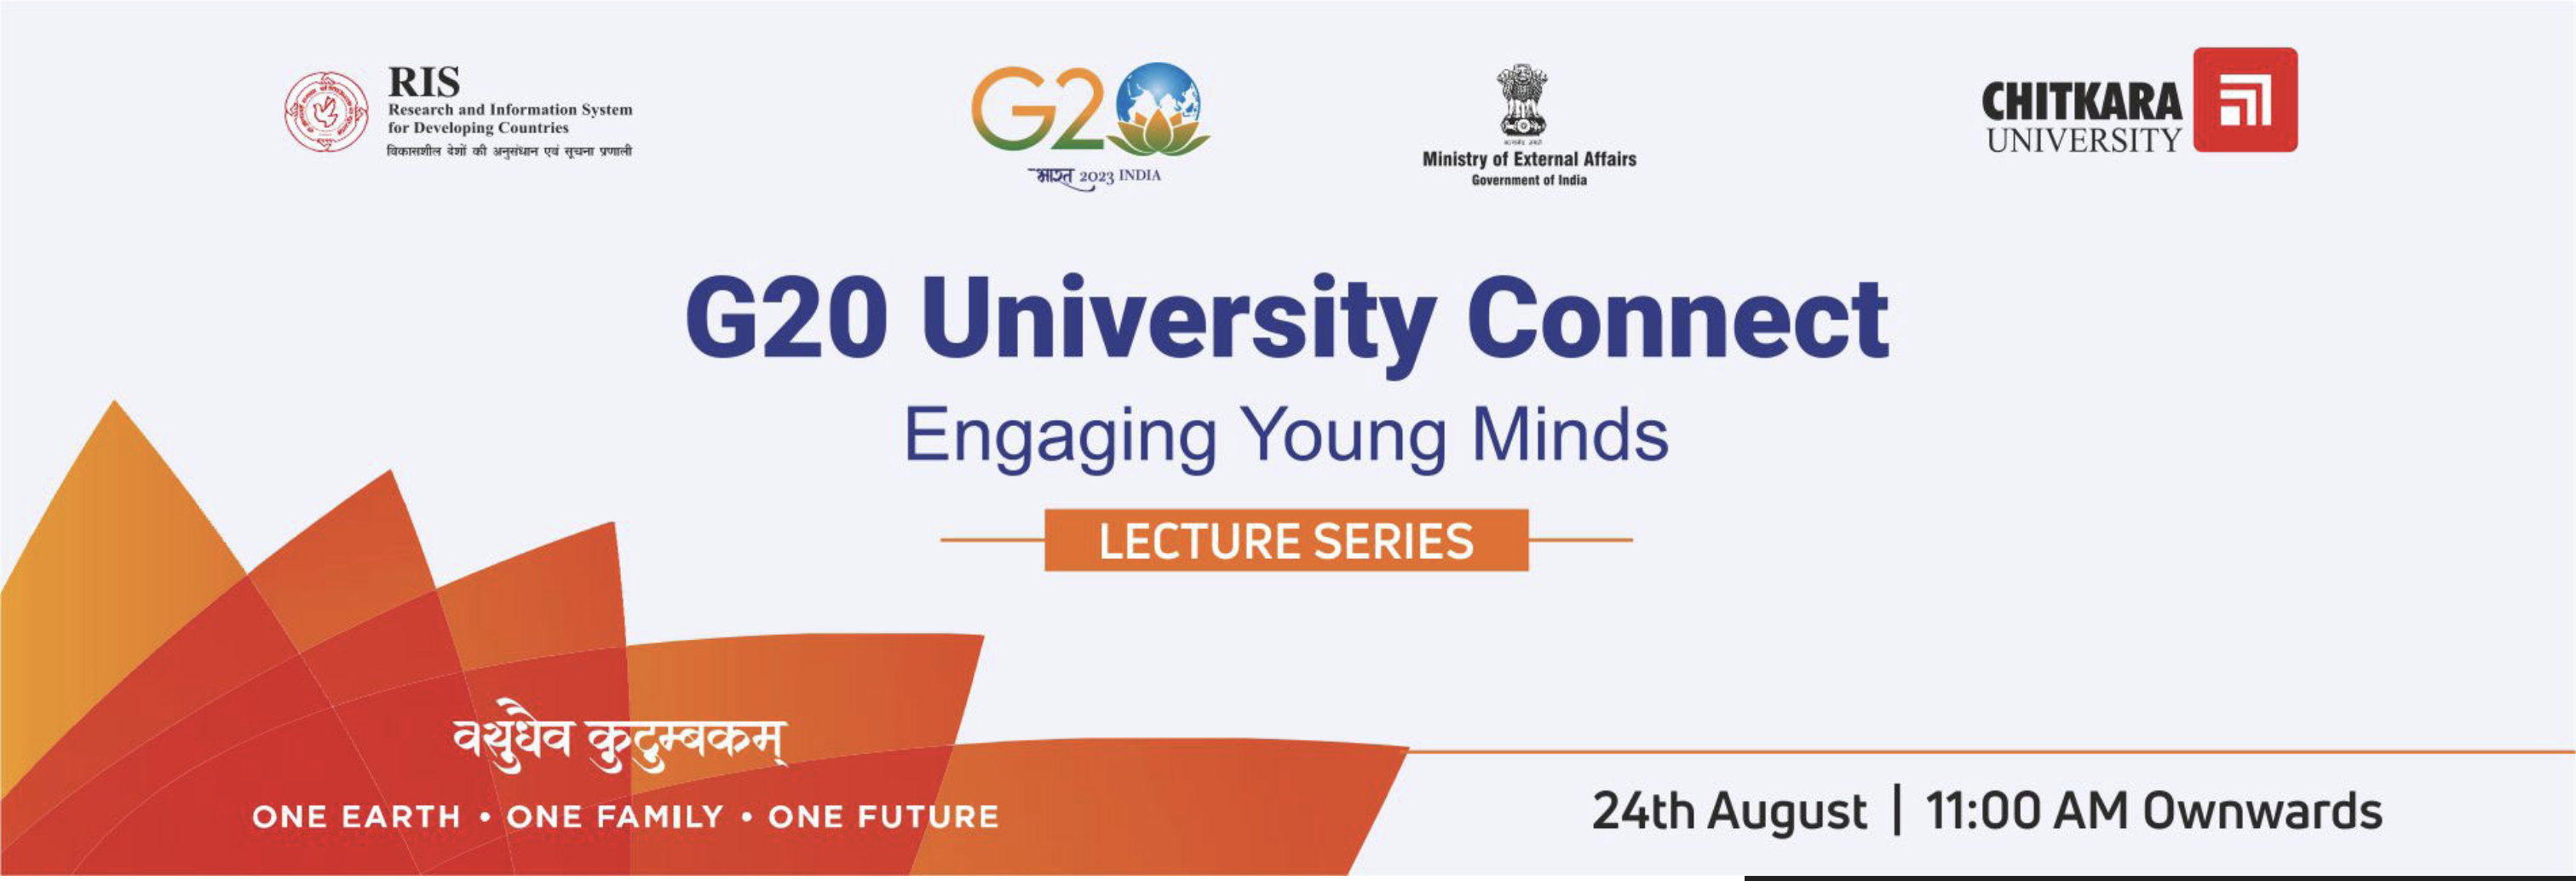 RIS
Research and Information System
for Developing Countries
विकासशील देशों की अनुसंधान एवं सूचना प्रणाली
G20
भारत 2023 INDIA
Ministry of External Affairs
Government of India
CHITKARA
UNIVERSITY
G20 University Connect
Engaging Young Minds
LECTURE SERIES
वसुधैव कुटुम्बकम्
ONE EARTH • ONE FAMILY • ONE FUTURE
24th August | 11:00 AM Ownwards